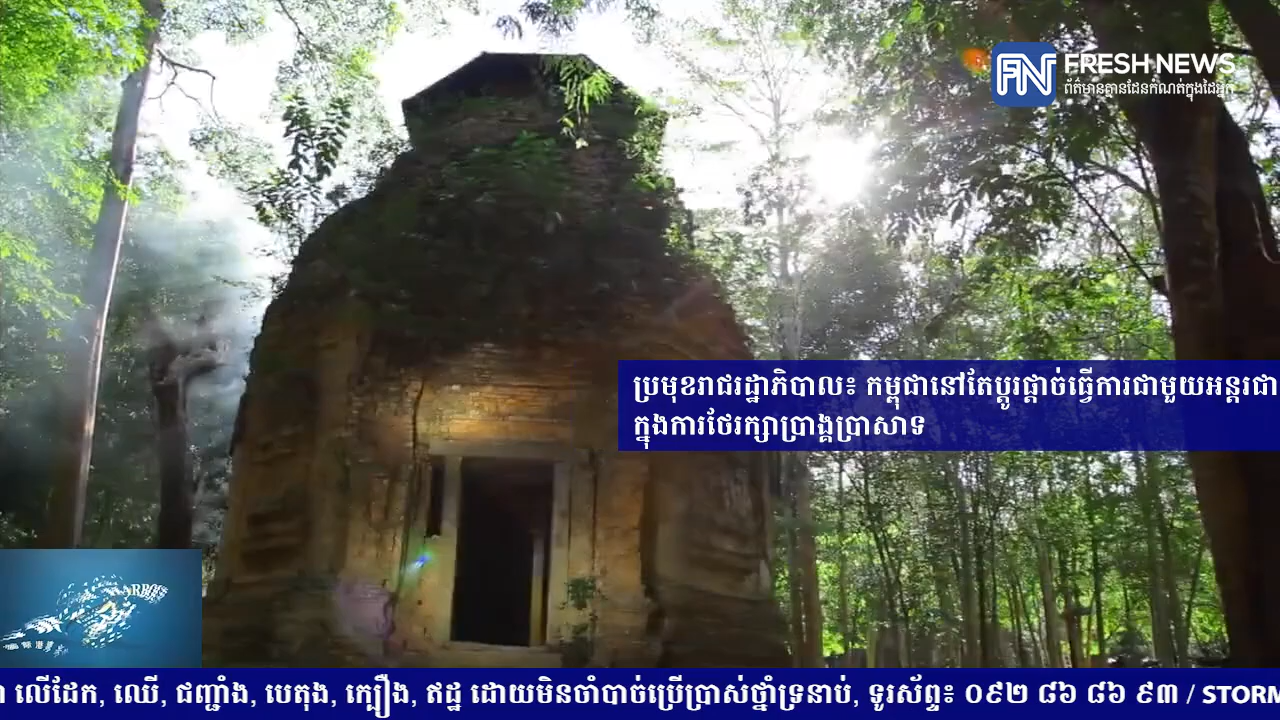 FN FRESH NEWS
ព័ត៌មានគ្មានដែនកំណត់ក្នុងដៃអ្នក
ប្រមុខរាជរដ្ឋាភិបាល៖ កម្ពុជានៅតែប្តូរផ្តាច់ធ្វើការជាមួយអន្តរជា
ក្នុងការថែរក្សាប្រាង្គប្រាសាទ
លើដែក, ឈើ, ជញ្ជាំង, បេតុង, ក្បឿង, ឥដ្ឋ ដោយមិនចាំបាច់ប្រើប្រាស់ថ្នាំទ្រនាប់, ទូរស័ព្ទ៖ ០៩២ ៨៦ ៨៦ ៩៣ / STORM